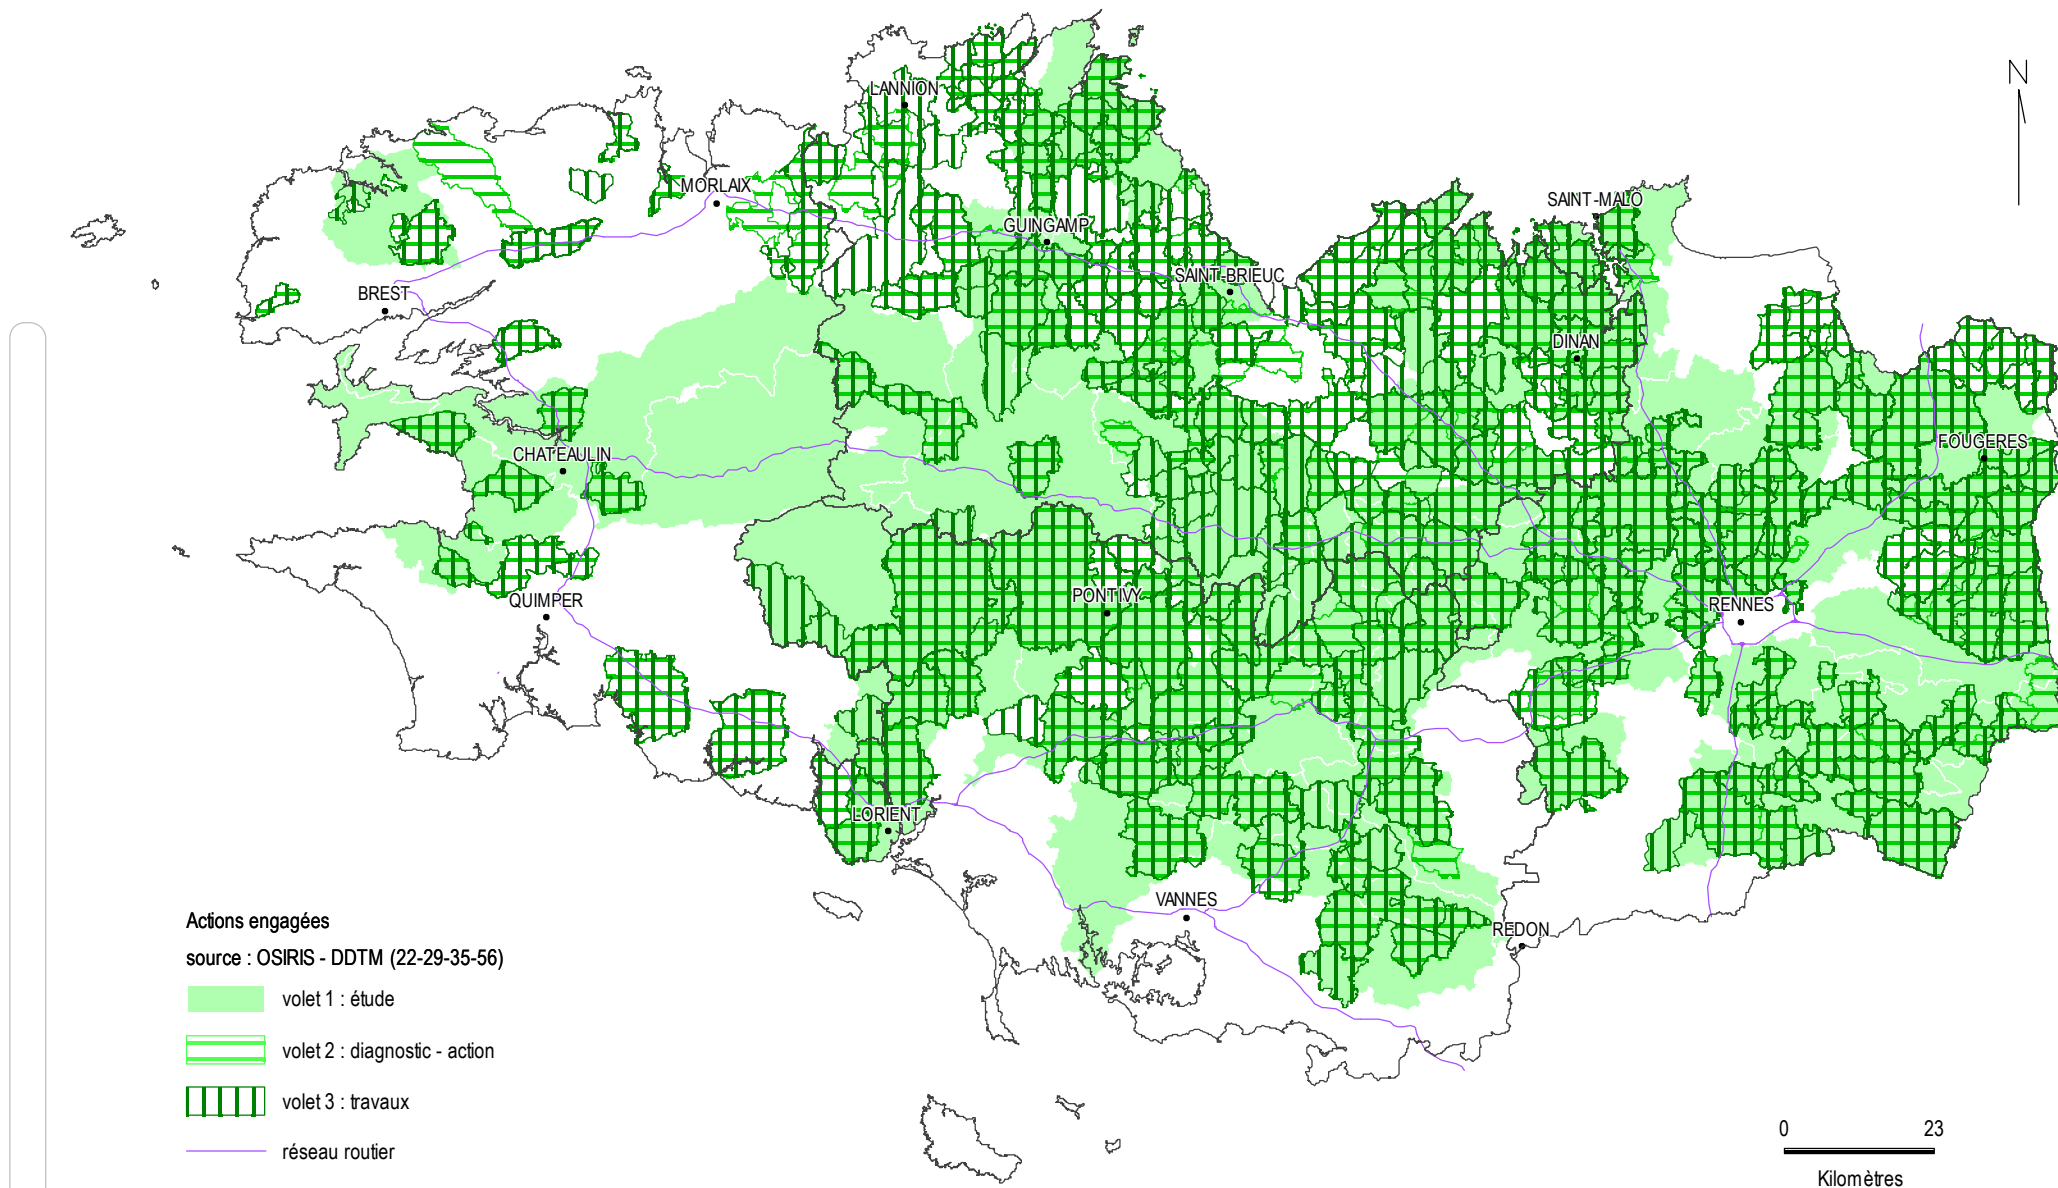 N
LANNION
MORLAIX
SAINT-MALO
GUINGAMP
SAINT-BRIEUC
BREST
DINAN
FOUGERES
CHATEAULIN
PONTIVY
QUIMPER
RENNES
LORIENT
VANNES
REDON
Actions engagées
source : OSIRIS - DDTM (22-29-35-56)
volet 1 : étude
volet 2 : diagnostic - action
volet 3 : travaux
réseau routier
0 23
Kilomètres